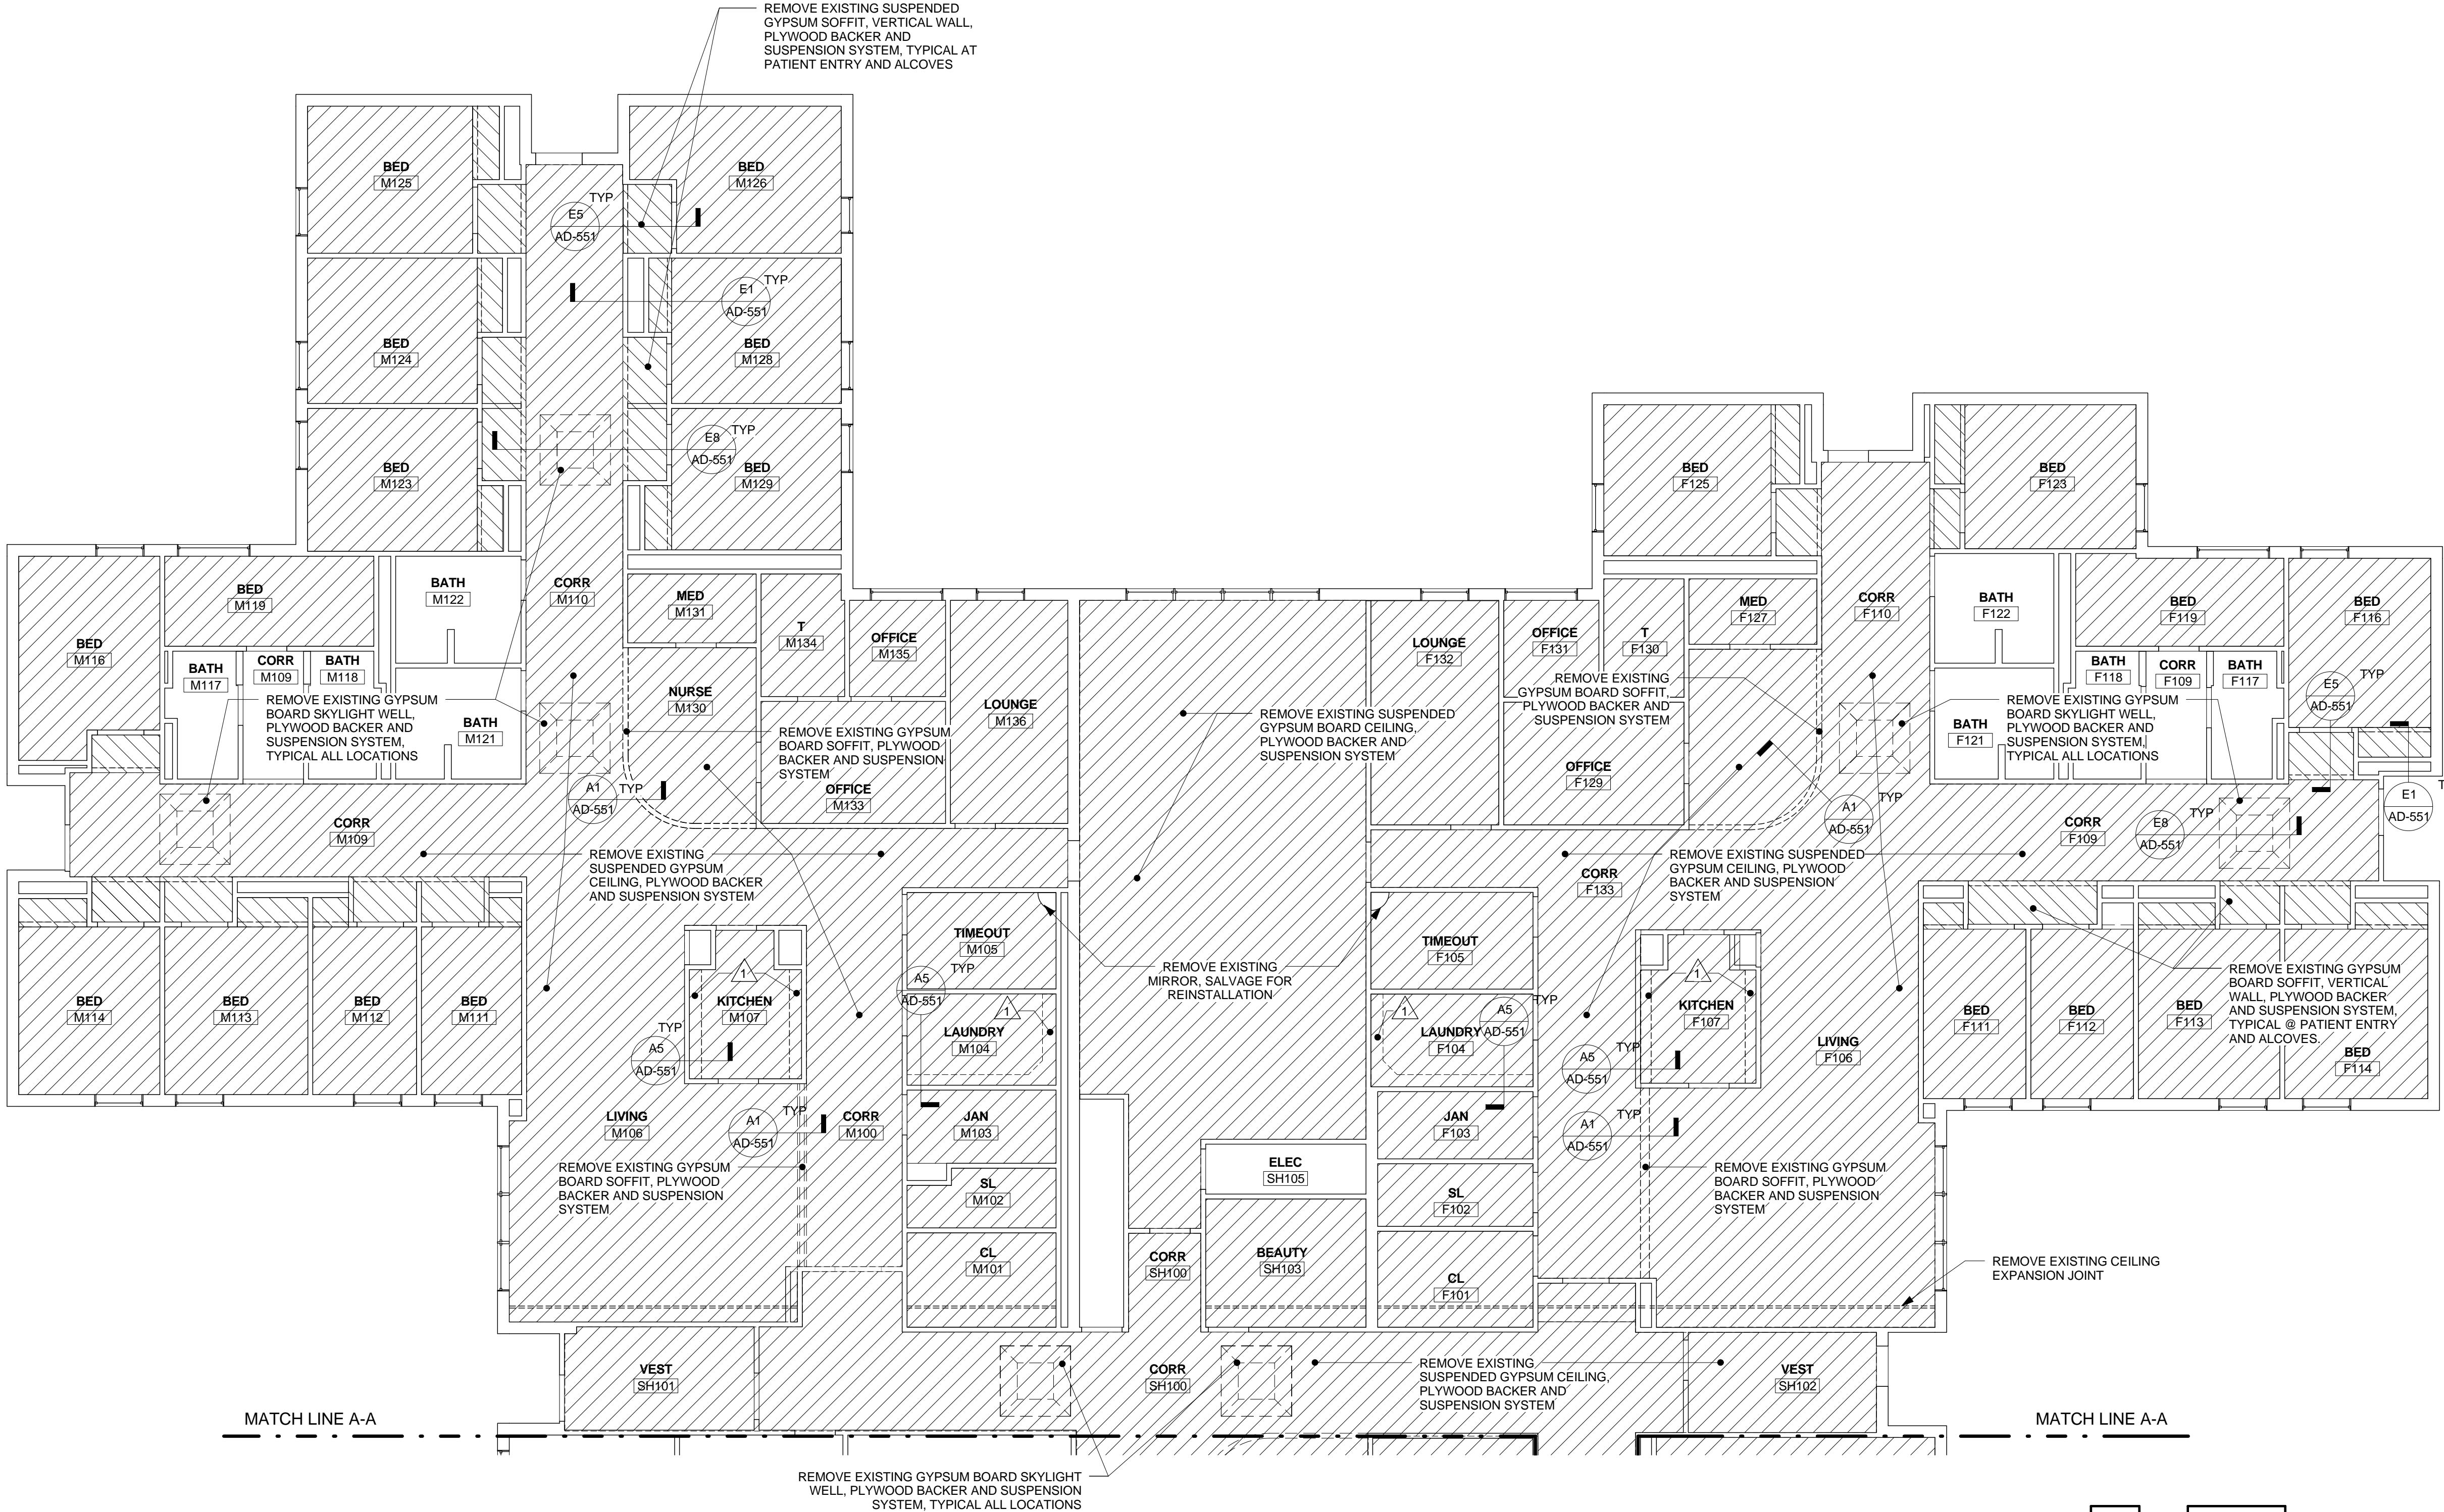 REMOVE EXISTING SUSPENDED
GYPSUM SOFFIT, VERTICAL WALL,
PLYWOOD BACKER AND
SUSPENSION SYSTEM, TYPICAL AT
PATIENT ENTRY AND ALCOVES
BED
M125
BED
M126
TYP
E5
AD-551
TYP
E1
AD-551
BED
M124
BED
M128
TYP
E8
AD-551
BED
M123
BED
M129
BED
F125
BED
F123
BED
M116
BED
M119
BATH
M122
CORR
M110
MED
M131
T
M134
OFFICE
M135
LOUNGE
M136
BATH
M117
CORR
M109
BATH
M118
BATH
M121
NURSE
M130
REMOVE EXISTING GYPSUM
BOARD SKYLIGHT WELL,
PLYWOOD BACKER AND
SUSPENSION SYSTEM,
TYPICAL ALL LOCATIONS
REMOVE EXISTING GYPSUM
BOARD SOFFIT, PLYWOOD
BACKER AND SUSPENSION
SYSTEM
OFFICE
M133
A1
AD-551
TYP
CORR
M109
REMOVE EXISTING
SUSPENDED GYPSUM
CEILING, PLYWOOD BACKER
AND SUSPENSION SYSTEM
REMOVE EXISTING SUSPENDED
GYPSUM BOARD CEILING,
PLYWOOD BACKER AND
SUSPENSION SYSTEM
LOUNGE
F132
OFFICE
F131
T
F130
MED
F127
CORR
F110
BATH
F122
BED
F119
BED
F116
REMOVE EXISTING
GYPSUM BOARD SOFFIT,
PLYWOOD BACKER AND
SUSPENSION SYSTEM
OFFICE
F129
BATH
F121
BATH
F118
CORR
F109
BATH
F117
REMOVE EXISTING GYPSUM
BOARD SKYLIGHT WELL,
PLYWOOD BACKER AND
SUSPENSION SYSTEM,
TYPICAL ALL LOCATIONS
E5
AD-551
TYP
E1
AD-551
T
A1
AD-551
TYP
CORR
F109
E8
AD-551
TYP
CORR
F133
REMOVE EXISTING SUSPENDED
GYPSUM CEILING, PLYWOOD
BACKER AND SUSPENSION
SYSTEM
BED
M114
BED
M113
BED
M112
BED
M111
1
KITCHEN
M107
TYP
A5
AD-551
TIMEOUT
M105
A5
AD-551
TYP
1
LAUNDRY
M104
REMOVE EXISTING
MIRROR, SALVAGE FOR
REINSTALLATION
TIMEOUT
F105
1
LAUNDRY
F104
A5
AD-551
TYP
1
KITCHEN
F107
A5
AD-551
TYP
LIVING
F106
BED
F111
BED
F112
BED
F113
BED
F114
REMOVE EXISTING GYPSUM
BOARD SOFFIT, VERTICAL
WALL, PLYWOOD BACKER
AND SUSPENSION SYSTEM,
TYPICAL @ PATIENT ENTRY
AND ALCOVES.
LIVING
M106
A1
AD-551
TYP
CORR
M100
JAN
M103
JAN
F103
A1
AD-551
TYP
REMOVE EXISTING GYPSUM
BOARD SOFFIT, PLYWOOD
BACKER AND SUSPENSION
SYSTEM
SL
M102
ELEC
SH105
SL
F102
REMOVE EXISTING GYPSUM
BOARD SOFFIT, PLYWOOD
BACKER AND SUSPENSION
SYSTEM
CL
M101
CORR
SH100
BEAUTY
SH103
CL
F101
REMOVE EXISTING CEILING
EXPANSION JOINT
VEST
SH101
CORR
SH100
REMOVE EXISTING
SUSPENDED GYPSUM CEILING,
PLYWOOD BACKER AND
SUSPENSION SYSTEM
VEST
SH102
MATCH LINE A-A
MATCH LINE A-A
REMOVE EXISTING GYPSUM BOARD SKYLIGHT
WELL, PLYWOOD BACKER AND SUSPENSION
SYSTEM, TYPICAL ALL LOCATIONS